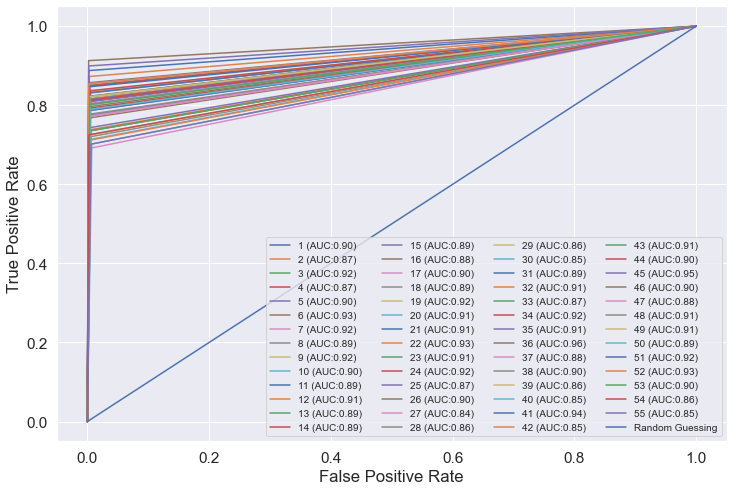 1.0
0.8
0.6
0.4
0.2
0.0
True Positive Rate
0.0 0.2 0.4 0.6 0.8 1.0
False Positive Rate
1 (AUC:0.90)
2 (AUC:0.87)
3 (AUC:0.92)
4 (AUC:0.87)
5 (AUC:0.90)
6 (AUC:0.93)
7 (AUC:0.92)
8 (AUC:0.89)
9 (AUC:0.92)
10 (AUC:0.90)
11 (AUC:0.89)
12 (AUC:0.91)
13 (AUC:0.89)
14 (AUC:0.89)
15 (AUC:0.89)
16 (AUC:0.88)
17 (AUC:0.90)
18 (AUC:0.89)
19 (AUC:0.92)
20 (AUC:0.91)
21 (AUC:0.91)
22 (AUC:0.93)
23 (AUC:0.91)
24 (AUC:0.92)
25 (AUC:0.87)
26 (AUC:0.90)
27 (AUC:0.84)
28 (AUC:0.86)
29 (AUC:0.86)
30 (AUC:0.85)
31 (AUC:0.89)
32 (AUC:0.91)
33 (AUC:0.87)
34 (AUC:0.92)
35 (AUC:0.91)
36 (AUC:0.96)
37 (AUC:0.88)
38 (AUC:0.90)
39 (AUC:0.86)
40 (AUC:0.85)
41 (AUC:0.94)
42 (AUC:0.85)
43 (AUC:0.91)
44 (AUC:0.90)
45 (AUC:0.95)
46 (AUC:0.90)
47 (AUC:0.88)
48 (AUC:0.91)
49 (AUC:0.91)
50 (AUC:0.89)
51 (AUC:0.92)
52 (AUC:0.93)
53 (AUC:0.90)
54 (AUC:0.86)
55 (AUC:0.85)
Random Guessing